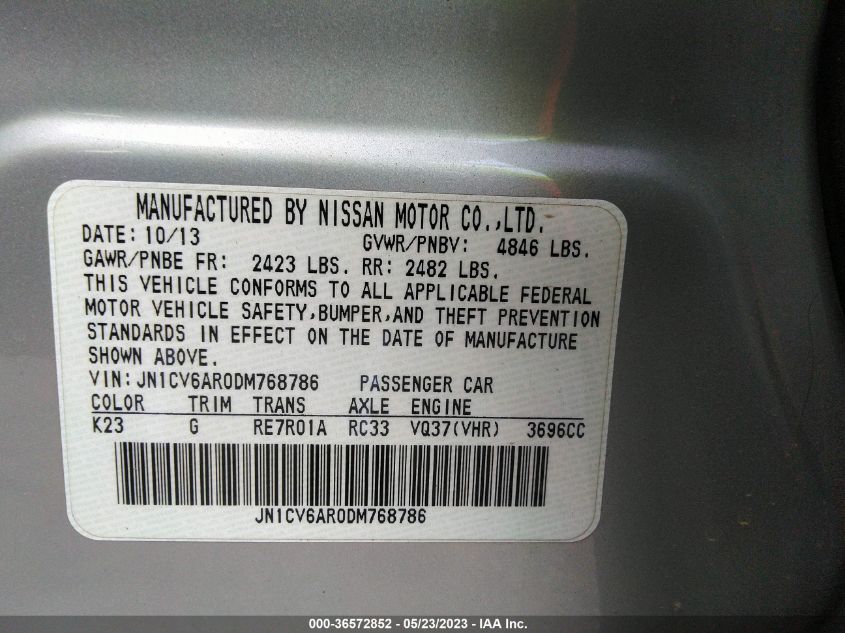 MANUFACTURED BY NISSAN MOTOR CO.,LTD.
DATE: 10/13 GVWR/PNBV: 4846 LBS.
GAWR/PNBE FR: 2423 LBS. RR: 2482 LBS.
THIS VEHICLE CONFORMS TO ALL APPLICABLE FEDERAL
MOTOR VEHICLE SAFETY,BUMPER,AND THEFT PREVENTION
STANDARDS IN EFFECT ON THE DATE OF MANUFACTURE
SHOWN ABOVE.
VIN: JN1CV6AR0DM768786 PASSENGER CAR
COLOR TRIM TRANS AXLE ENGINE
K23 G RE7R01A RC33 VQ37(VHR) 3696CC
JN1CV6AR0DM768786
000-36572852 - 05/23/2023 - IAA Inc.